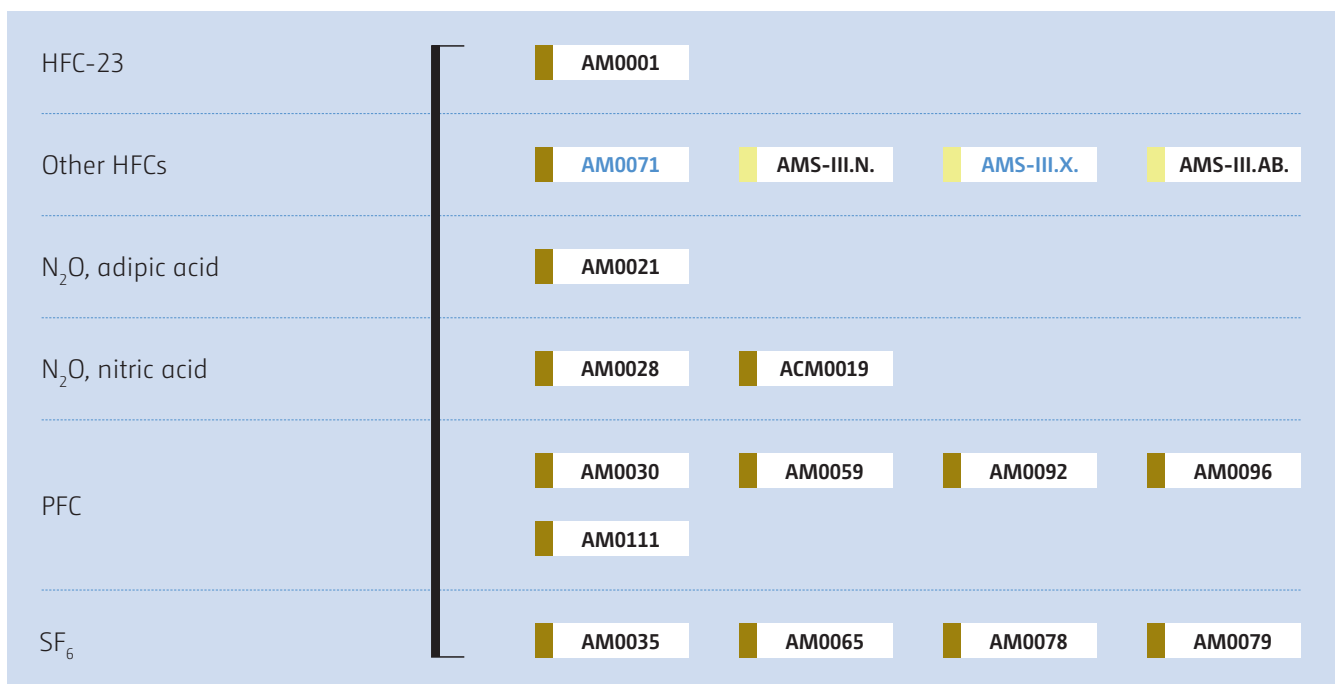 HFC-23 AM0001
Other HFCs AM0071 AMS-III.N. AMS-III.X. AMS-III.AB.
N₂O, adipic acid AM0021
N₂O, nitric acid AM0028 ACM0019
PFC AM0030 AM0059 AM0092 AM0096
AM0111
SF₆ AM0035 AM0065 AM0078 AM0079